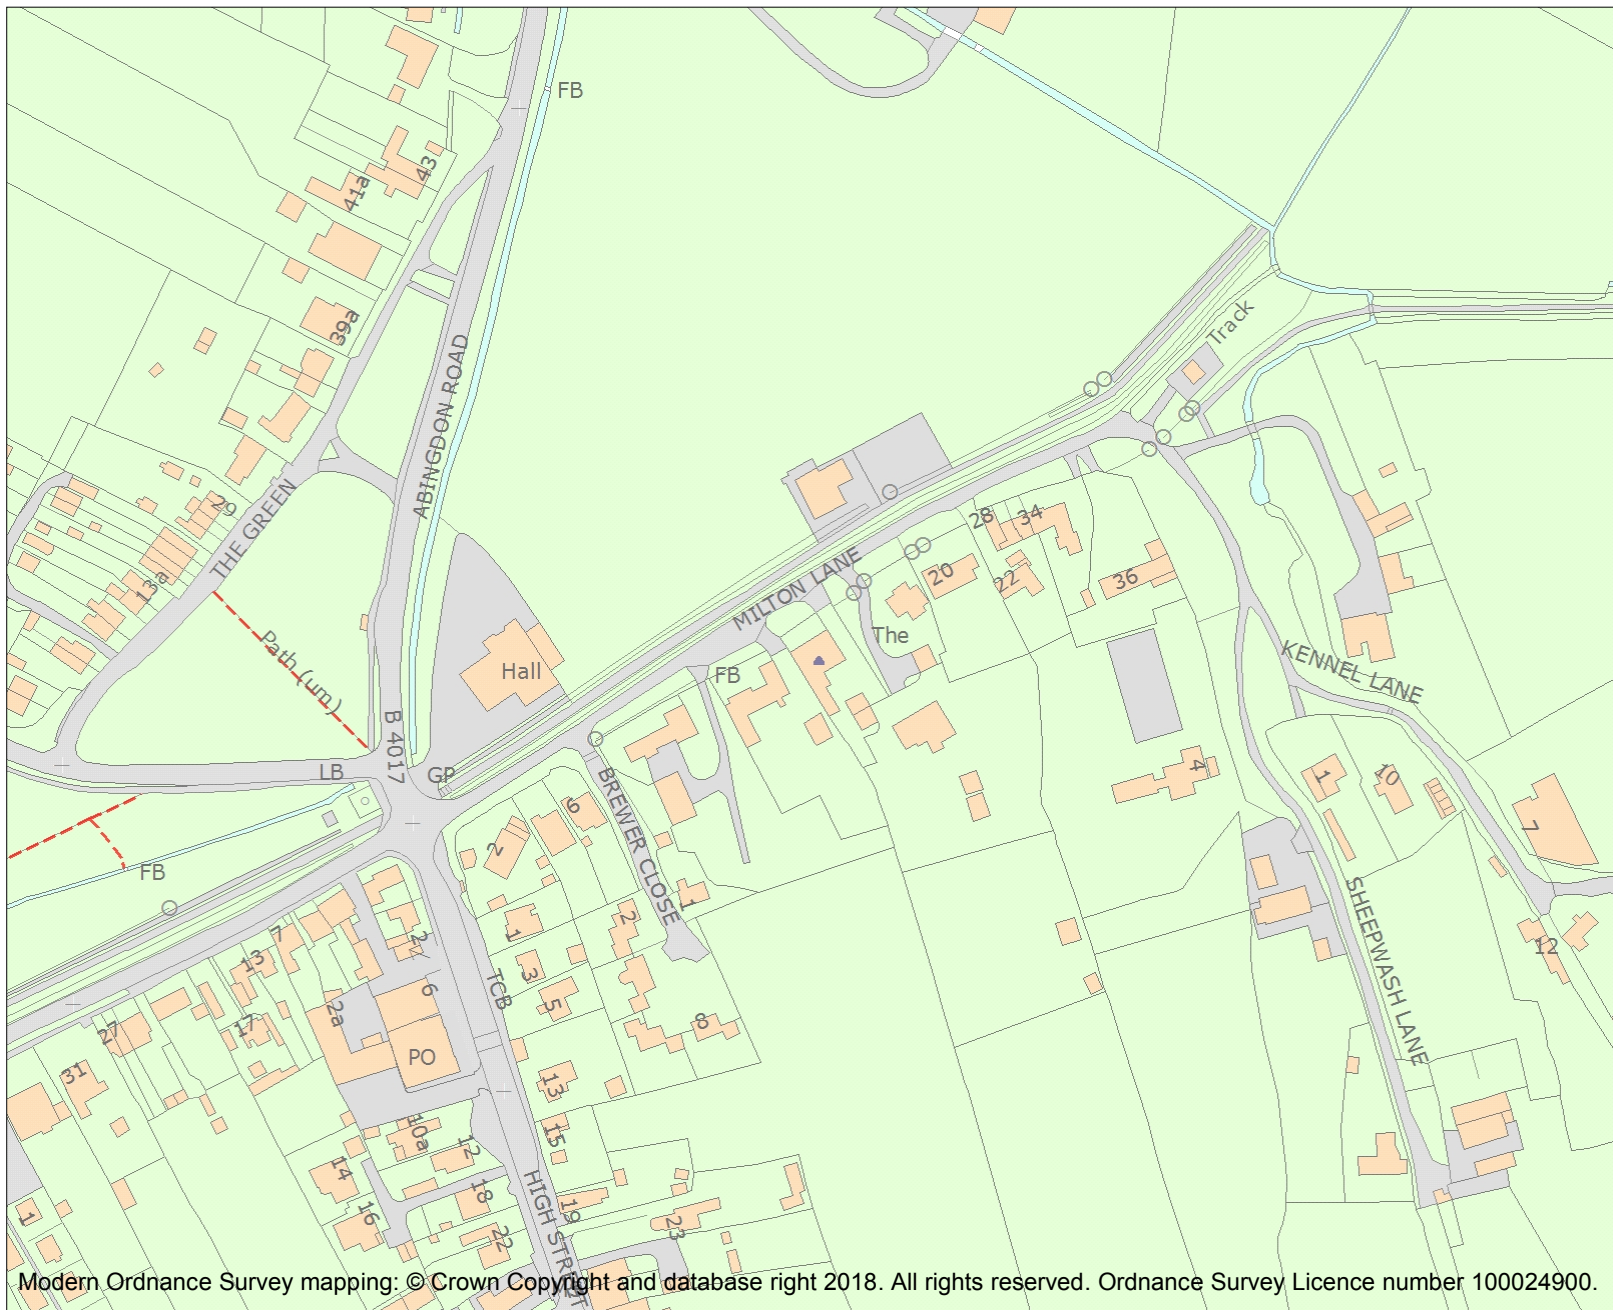 FB
43
41a
39a
ABINGDON ROAD
Track
29
THE GREEN
13a
28
34
MILTON LANE
20
22
36
The
Path (um)
Hall
FB
KENNEL LANE
B 4017
LB
GP
4
1
10
7
6
2
BREWER CLOSE
FB
SHEEPWASH LANE
1
2
1
7
2
13
3
12
TCB
5
6
2a
17
27
8
PO
31
13
10a
15
12
14
18
16
19
1
22
23
HIGH STREET
Modern Ordnance Survey mapping: © Crown Copyright and database right 2018. All rights reserved. Ordnance Survey Licence number 100024900.